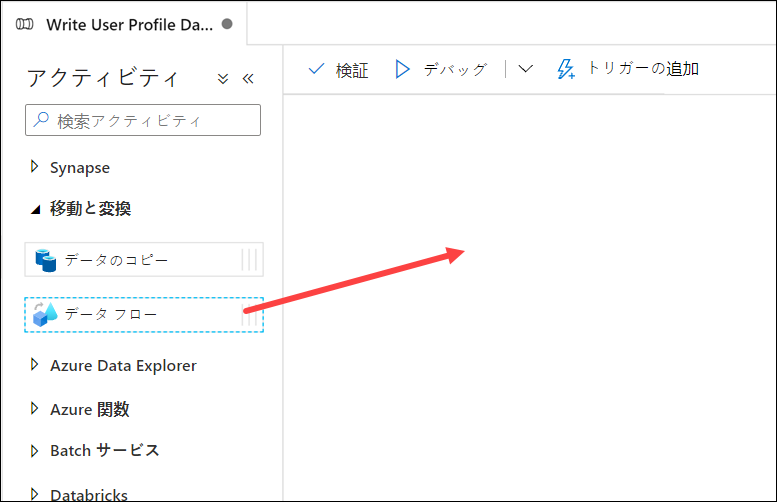 Write User Profile Da...
アクティビティ
検証 デバッグ トリガーの追加
検索アクティビティ
Synapse
移動と変換
データのコピー
データ フロー
Azure Data Explorer
Azure 関数
Batch サービス
Databricks